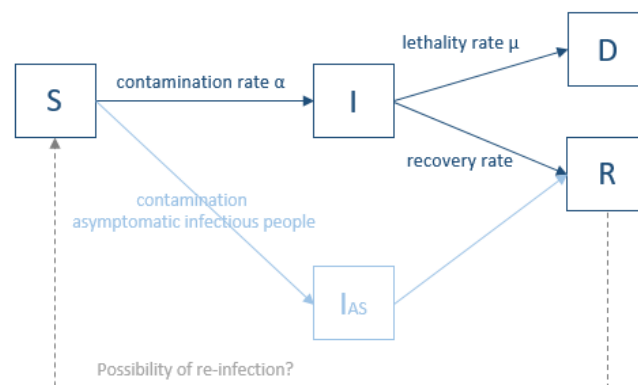 lethality rate μ
D
S
contamination rate α
I
recovery rate
R
contamination
asymptomatic infectious people
IAS
Possibility of re-infection?